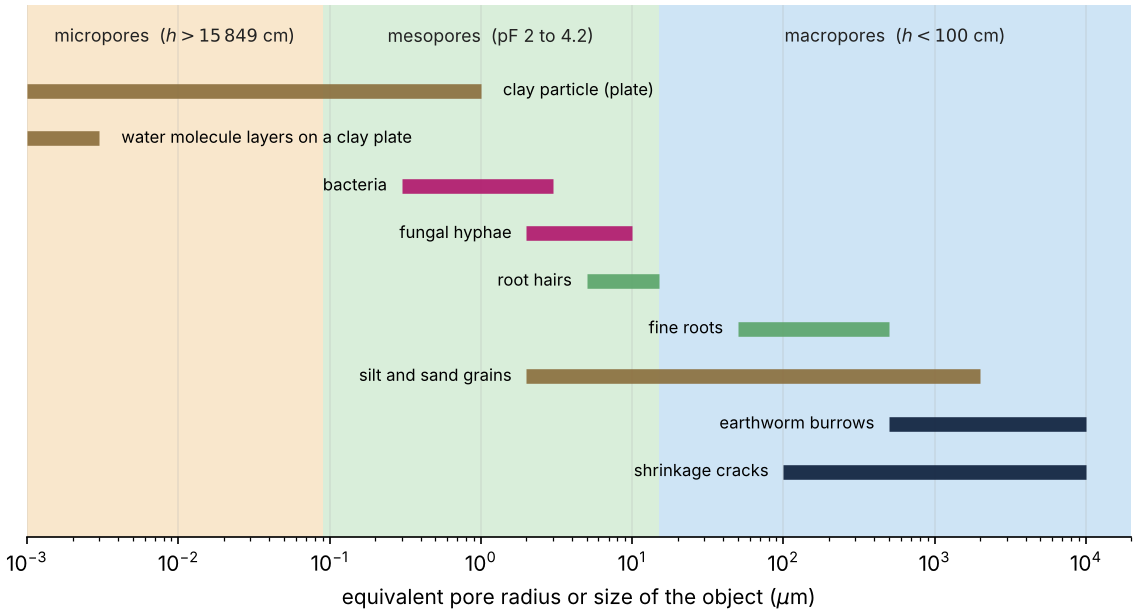 micropores (h > 15 849 cm)
mesopores (pF 2 to 4.2)
macropores (h < 100 cm)
clay particle (plate)
water molecule layers on a clay plate
bacteria
fungal hyphae
root hairs
fine roots
silt and sand grains
earthworm burrows
shrinkage cracks
10⁻³ 10⁻² 10⁻¹ 10⁰ 10¹ 10² 10³ 10⁴
equivalent pore radius or size of the object (μm)